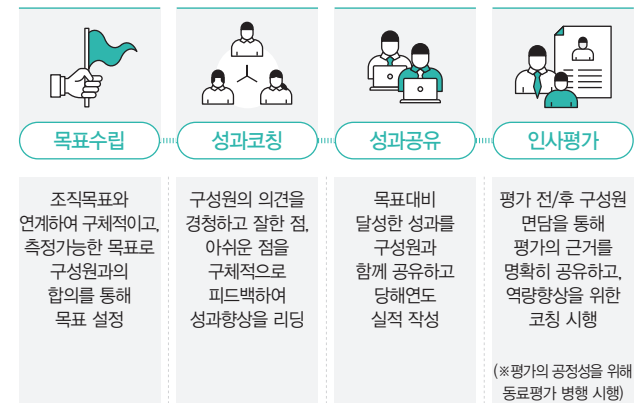 목표수립
성과코칭
성과공유
인사평가
조직목표와
연계하여 구체적이고,
측정가능한 목표로
구성원과의
합의를 통해
목표 설정
구성원의 의견을
경청하고 잘한 점,
아쉬운 점을
구체적으로
피드백하여
성과향상을 리딩
목표대비
달성한 성과를
구성원과
함께 공유하고
당해연도
실적 작성
평가 전/후 구성원
면담을 통해
평가의 근거를
명확히 공유하고,
역량향상을 위한
코칭 시행
(※평가의 공정성을 위해
동료평가 병행 시행)